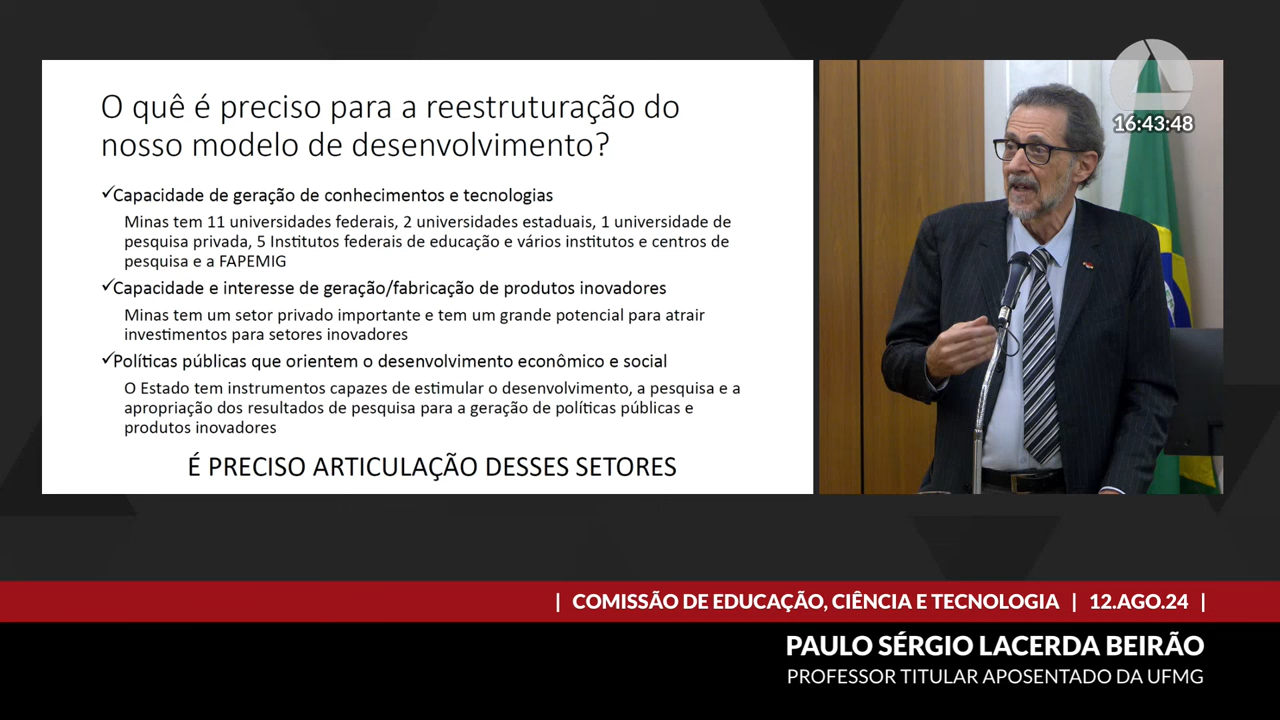 O quê é preciso para a reestruturação do
nosso modelo de desenvolvimento?
✓Capacidade de geração de conhecimentos e tecnologias
Minas tem 11 universidades federais, 2 universidades estaduais, 1 universidade de
pesquisa privada, 5 Institutos federais de educação e vários institutos e centros de
pesquisa e a FAPEMIG
✓Capacidade e interesse de geração/fabricação de produtos inovadores
Minas tem um setor privado importante e tem um grande potencial para atrair
investimentos para setores inovadores
✓Políticas públicas que orientem o desenvolvimento econômico e social
O Estado tem instrumentos capazes de estimular o desenvolvimento, a pesquisa e a
apropriação dos resultados de pesquisa para a geração de políticas públicas e
produtos inovadores
É PRECISO ARTICULAÇÃO DESSES SETORES
16:43:48
| COMISSÃO DE EDUCAÇÃO, CIÊNCIA E TECNOLOGIA | 12.AGO.24 |
PAULO SÉRGIO LACERDA BEIRÃO
PROFESSOR TITULAR APOSENTADO DA UFMG